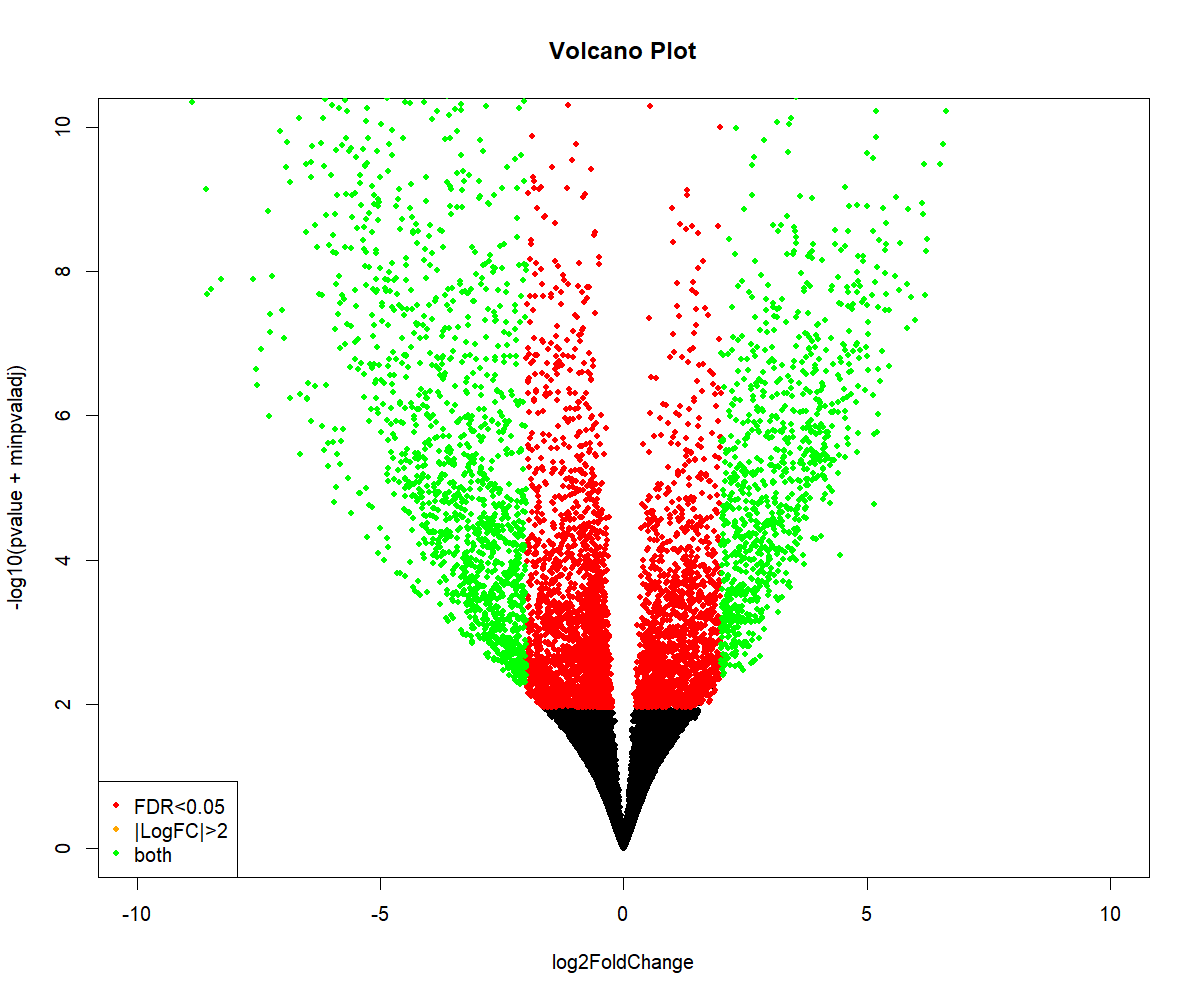 Volcano Plot
-log10(pvalue + minpvaladj)
10
8
6
4
2
0
FDR<0.05
|LogFC|>2
both
-10 -5 0 5 10
log2FoldChange